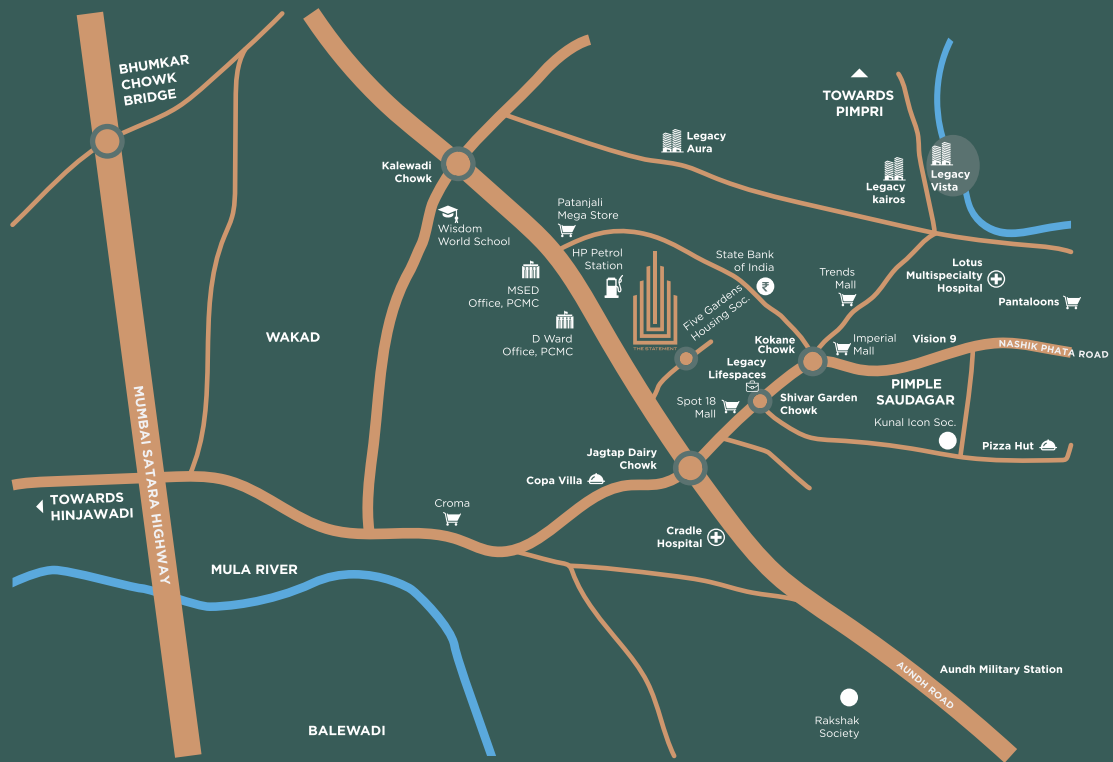 BHUMKAR
CHOWK
BRIDGE
TOWARDS
PIMPRI
Legacy
Aura
Kalewadi
Chowk
Legacy
kairos
Legacy
Vista
Patanjali
Mega Store
Wisdom
World School
HP Petrol
Station
State Bank
of India
₹
MSED
Office, PCMC
Trends
Mall
Lotus
Multispecialty
Hospital
Pantaloons
Five Gardens
Housing Soc.
D Ward
Office, PCMC
THE STATEMENT
WAKAD
Kokane
Chowk
Imperial
Mall
Vision 9
NASHIK PHATA ROAD
Legacy
Lifespaces
PIMPLE
SAUDAGAR
Spot 18
Mall
Shivar Garden
Chowk
Kunal Icon Soc.
Pizza Hut
MUMBAI SATARA HIGHWAY
Jagtap Dairy
Chowk
Copa Villa
TOWARDS
HINJAWADI
Croma
Cradle
Hospital
MULA RIVER
AUNDH ROAD
Aundh Military Station
Rakshak
Society
BALEWADI